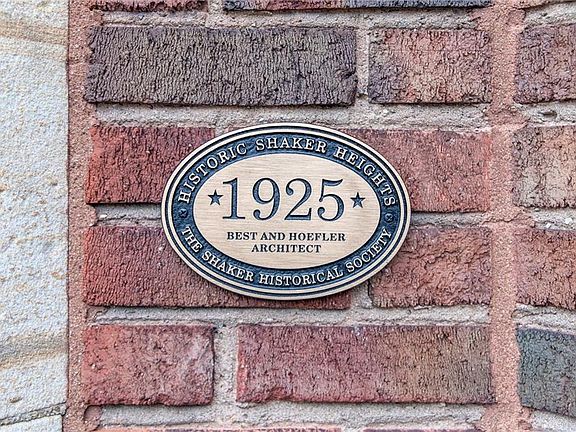 HISTORIC SHAKER HEIGHTS
1925
BEST AND HOEFLER
ARCHITECT
THE SHAKER HISTORICAL SOCIETY